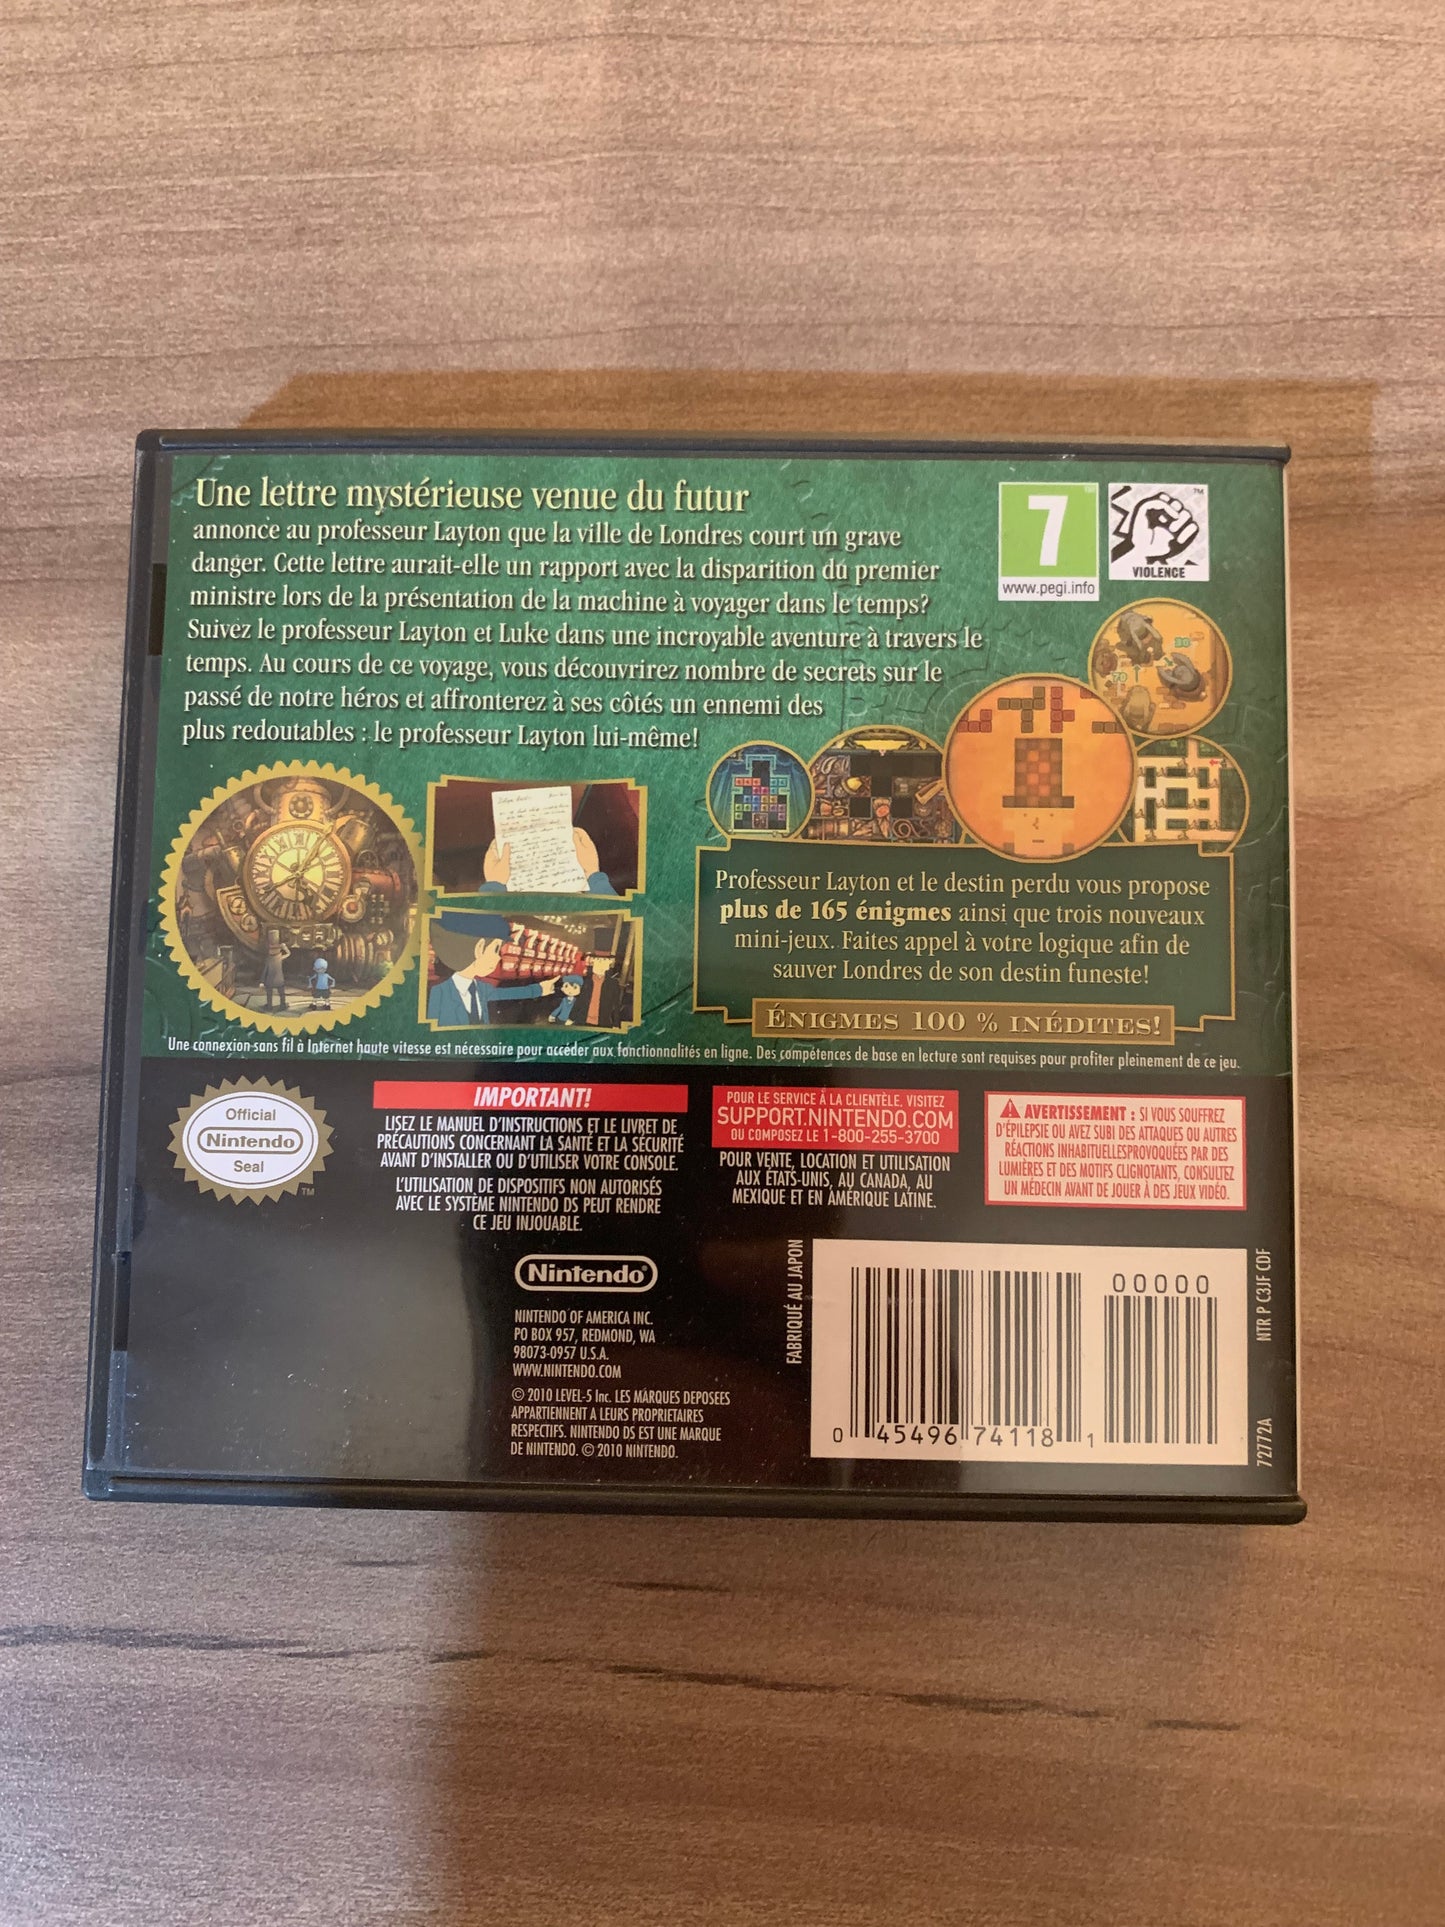 Une lettre mystérieuse venue du futur
annonce au professeur Layton que la ville de Londres court un grave
danger. Cette lettre aurait-elle un rapport avec la disparition du premier
ministre lors de la présentation de la machine à voyager dans le temps?
Suivez le professeur Layton et Luke dans une incroyable aventure à travers le
temps. Au cours de ce voyage, vous découvrirez nombre de secrets sur le
passé de notre héros et affronterez à ses côtés un ennemi des
plus redoutables : le professeur Layton lui-même!
7
www.pegi.info
VIOLENCE
TM
Professeur Layton et le destin perdu vous propose
plus de 165 énigmes ainsi que trois nouveaux
mini-jeux. Faites appel à votre logique afin de
sauver Londres de son destin funeste!
ÉNIGMES 100 % INÉDITES!
Une connexion sans fil à Internet haute vitesse est nécessaire pour accéder aux fonctionnalités en ligne. Des compétences de base en lecture sont requises pour profiter pleinement de ce jeu.
Official
Nintendo
Seal
TM
IMPORTANT!
LISEZ LE MANUEL D'INSTRUCTIONS ET LE LIVRET DE
PRÉCAUTIONS CONCERNANT LA SANTÉ ET LA SÉCURITÉ
AVANT D'INSTALLER OU D'UTILISER VOTRE CONSOLE.
L'UTILISATION DE DISPOSITIFS NON AUTORISÉS
AVEC LE SYSTÈME NINTENDO DS PEUT RENDRE
CE JEU INJOUABLE.
POUR LE SERVICE À LA CLIENTÈLE, VISITEZ
SUPPORT.NINTENDO.COM
OU COMPOSEZ LE 1-800-255-3700
POUR VENTE, LOCATION ET UTILISATION
AUX ÉTATS-UNIS, AU CANADA, AU
MEXIQUE ET EN AMÉRIQUE LATINE.
AVERTISSEMENT : SI VOUS SOUFFREZ
D'ÉPILEPSIE OU AVEZ SUBI DES ATTAQUES OU AUTRES
RÉACTIONS INHABITUELLESPROVOQUÉES PAR DES
LUMIÈRES ET DES MOTIFS CLIGNOTANTS, CONSULTEZ
UN MÉDECIN AVANT DE JOUER À DES JEUX VIDÉO.
Nintendo®
NINTENDO OF AMERICA INC.
PO BOX 957, REDMOND, WA
98073-0957 U.S.A.
WWW.NINTENDO.COM
© 2010 LEVEL-5 Inc. LES MARQUES DEPOSEES
APPARTIENNENT A LEURS PROPRIETAIRES
RESPECTIFS. NINTENDO DS EST UNE MARQUE
DE NINTENDO. © 2010 NINTENDO.
FABRIQUÉ AU JAPON
00000
0 45496 74118 1
NTR P C3JF CDF
72772A